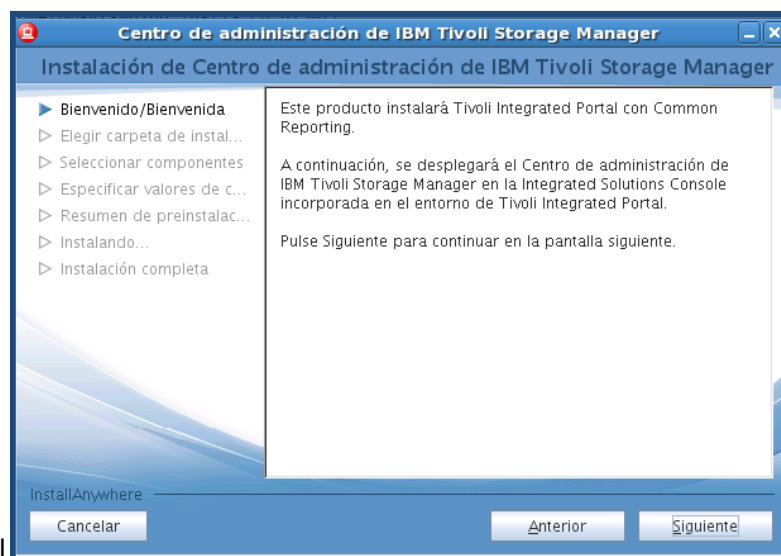 Centro de administración de IBM Tivoli Storage Manager
Instalación de Centro de administración de IBM Tivoli Storage Manager
Bienvenido/Bienvenida
Elegir carpeta de instal...
Seleccionar componentes
Especificar valores de c...
Resumen de preinstalac...
Instalando...
Instalación completa
Este producto instalará Tivoli Integrated Portal con Common
Reporting.
A continuación, se desplegará el Centro de administración de
IBM Tivoli Storage Manager en la Integrated Solutions Console
incorporada en el entorno de Tivoli Integrated Portal.
Pulse Siguiente para continuar en la pantalla siguiente.
InstallAnywhere
Cancelar
Anterior
Siguiente